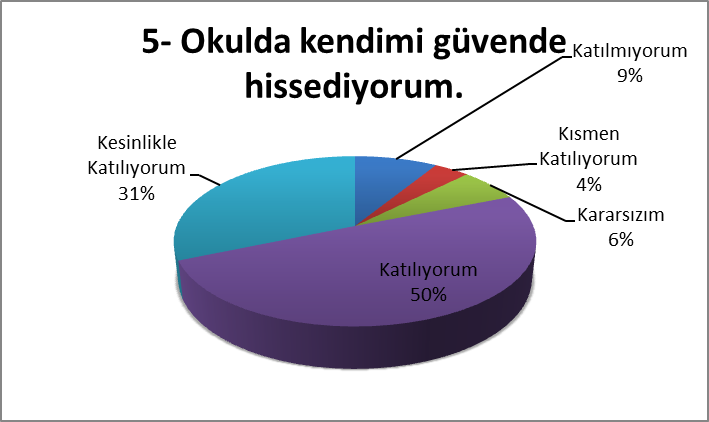 5- Okulda kendimi güvende
hissediyorum.
Katılmıyorum
9%
Kısmen
Katılıyorum
4%
Kararsızım
6%
Katılıyorum
50%
Kesinlikle
Katılıyorum
31%